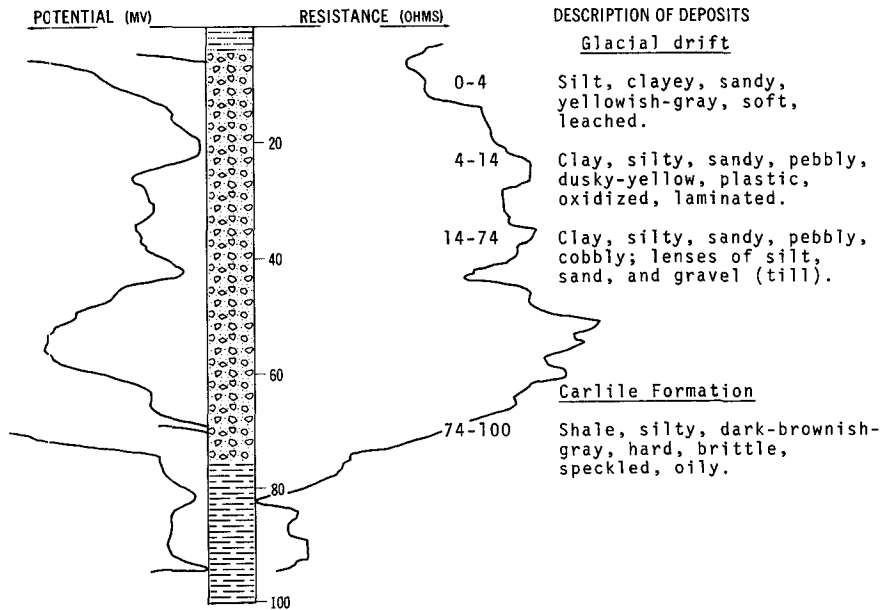 POTENTIAL (MV)
RESISTANCE (OHMS)
DESCRIPTION OF DEPOSITS
Glacial drift
0-4
Silt, clayey, sandy,
yellowish-gray, soft,
leached.
20
4-14
Clay, silty, sandy, pebbly,
dusky-yellow, plastic,
oxidized, laminated.
14-74
Clay, silty, sandy, pebbly,
cobbly; lenses of silt,
sand, and gravel (till).
40
60
Carlile Formation
74-100
Shale, silty, dark-brownish-
gray, hard, brittle,
speckled, oily.
80
100